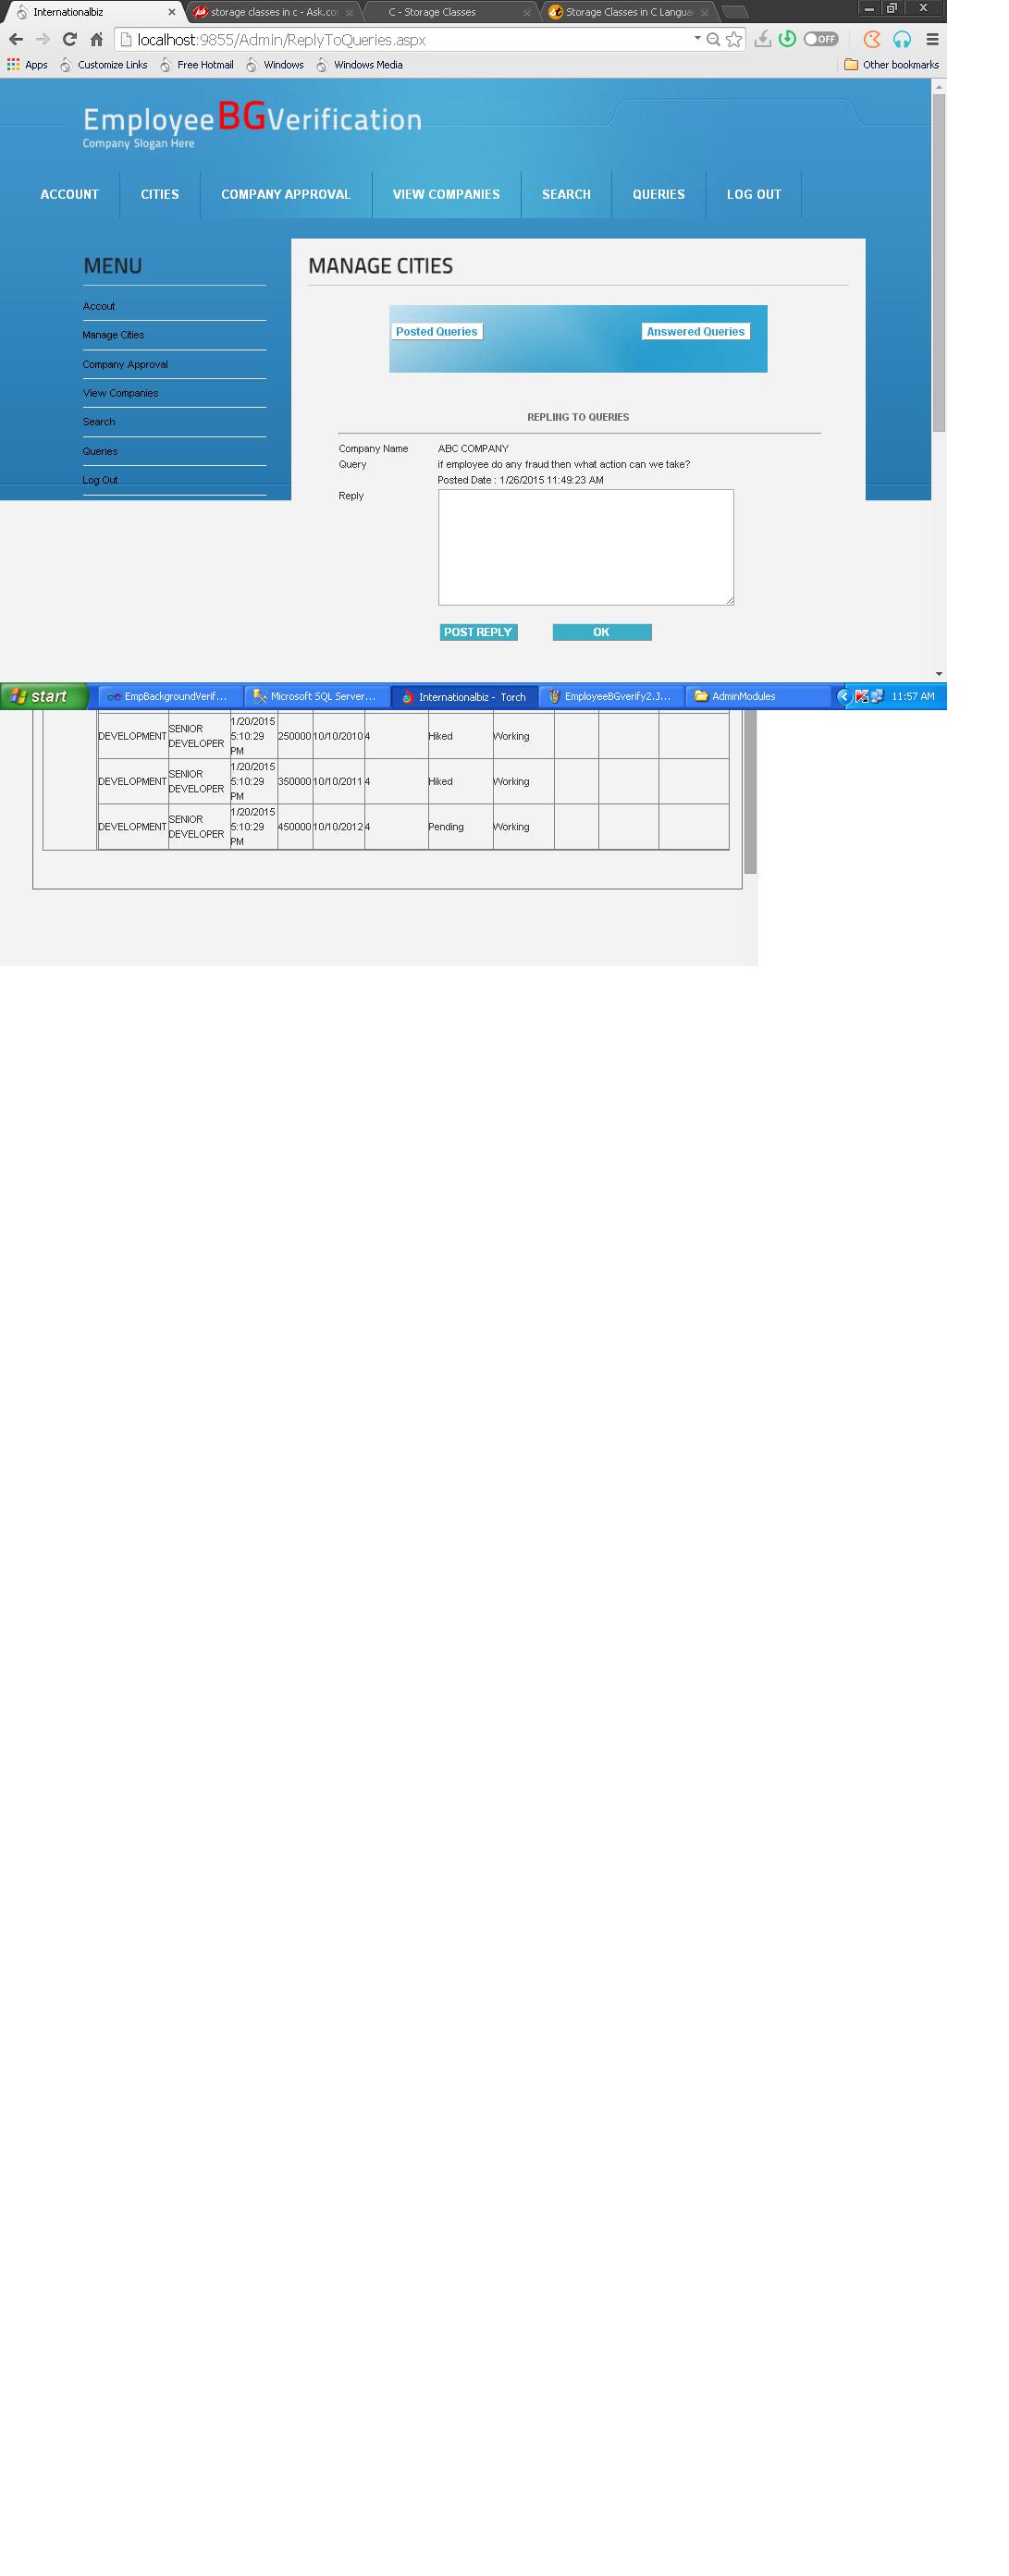 Internationalbiz
storage classes in c - Ask.co
C - Storage Classes
Storage Classes in C Langua
localhost:9855/Admin/ReplyToQueries.aspx
OFF
Apps Customize Links Free Hotmail Windows Windows Media Other bookmarks
EmployeeBGVerification
Company Slogan Here
ACCOUNT CITIES COMPANY APPROVAL VIEW COMPANIES SEARCH QUERIES LOG OUT
MENU
Accout
Manage Cities
Company Approval
View Companies
Search
Queries
Log Out
MANAGE CITIES
Posted Queries Answered Queries
REPLING TO QUERIES
Company Name ABC COMPANY
Query if employee do any fraud then what action can we take?
Posted Date : 1/26/2015 11:49:23 AM
Reply
POST REPLY OK
start EmpBackgroundVerif... Microsoft SQL Server... Internationalbiz - Torch EmployeeBGverify2.J... AdminModules 11:57 AM
DEVELOPMENT SENIOR DEVELOPER 1/20/2015 5:10:29 PM 250000 10/10/2010 4 Hiked Working
DEVELOPMENT SENIOR DEVELOPER 1/20/2015 5:10:29 PM 350000 10/10/2011 4 Hiked Working
DEVELOPMENT SENIOR DEVELOPER 1/20/2015 5:10:29 PM 450000 10/10/2012 4 Pending Working